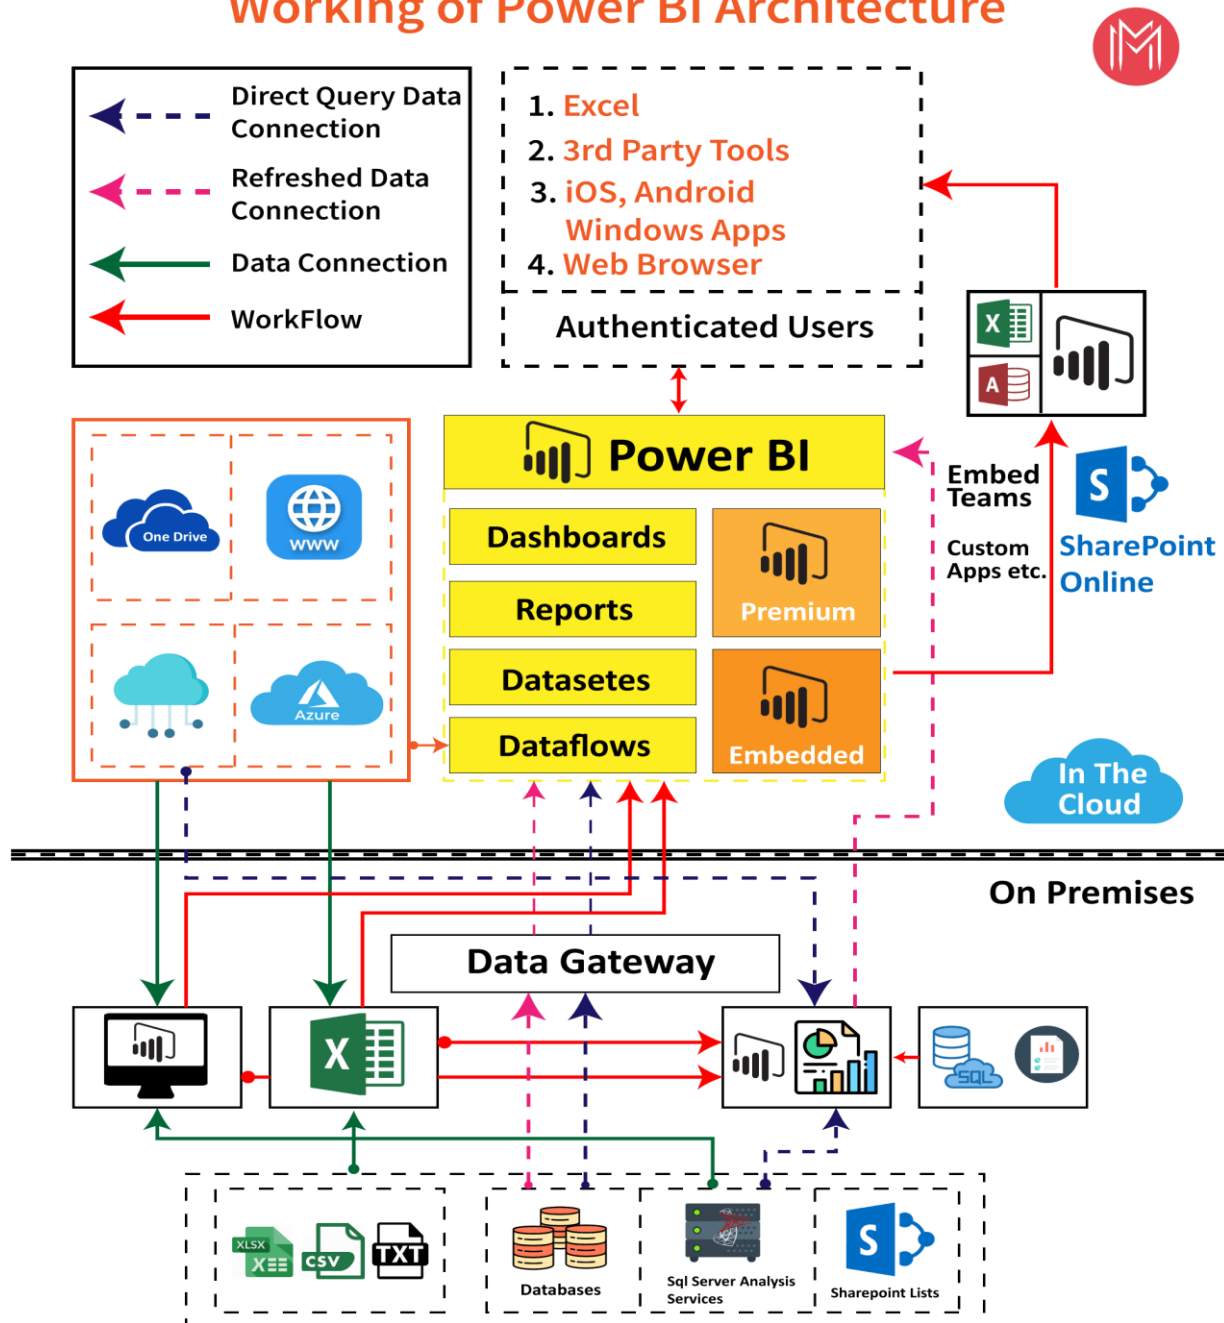 Working of Power BI Architecture
M
Direct Query Data
Connection
Refreshed Data
Connection
Data Connection
WorkFlow
1. Excel
2. 3rd Party Tools
3. iOS, Android
Windows Apps
4. Web Browser
Authenticated Users
X
A
Power BI
One Drive
WWW
Embed
Teams
S
Custom
Apps etc.
SharePoint
Online
Dashboards
Reports
Premium
Datasetes
Azure
Dataflows
Embedded
In The
Cloud
On Premises
Data Gateway
X
SQL
XLSX
X
CSV
TXT
Databases
Sql Server Analysis
Services
S
Sharepoint Lists